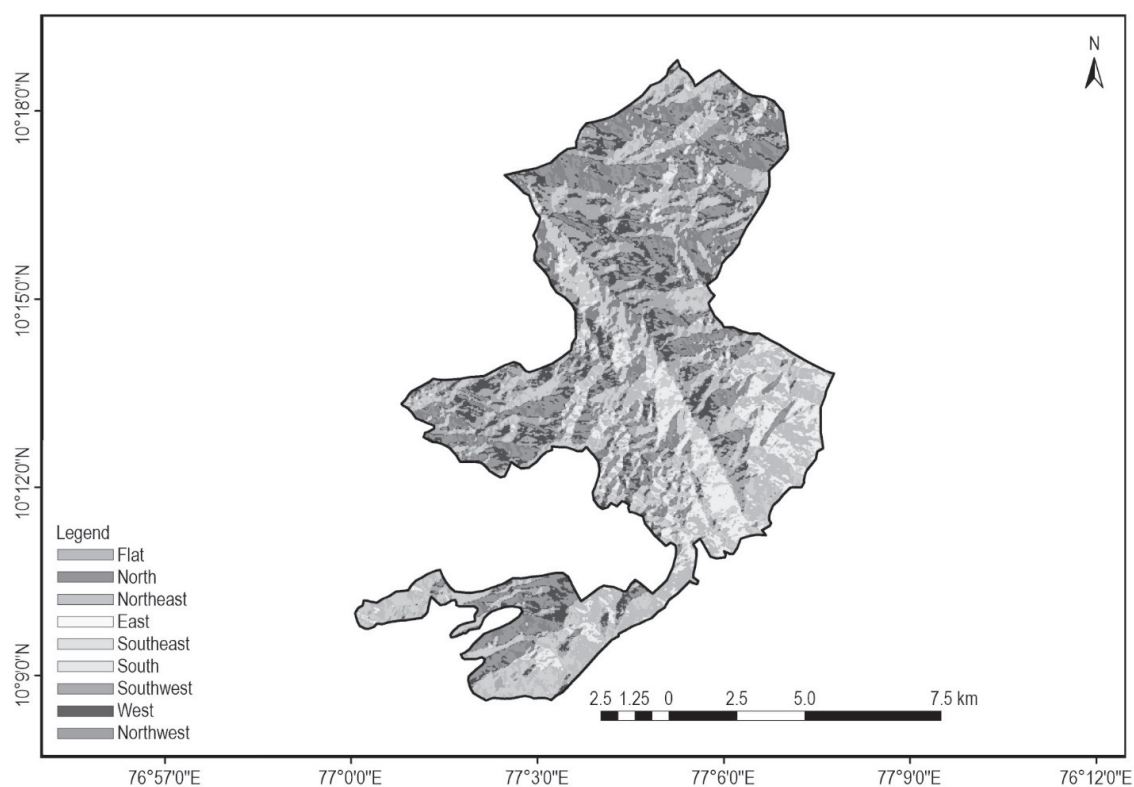 N
10°18'0"N
10°15'0"N
10°12'0"N
10°9'0"N
Legend
Flat
North
Northeast
East
Southeast
South
Southwest
West
Northwest
2.5 1.25 0 2.5 5.0 7.5 km
76°57'0"E 77°0'0"E 77°3'0"E 77°6'0"E 77°9'0"E 76°12'0"E